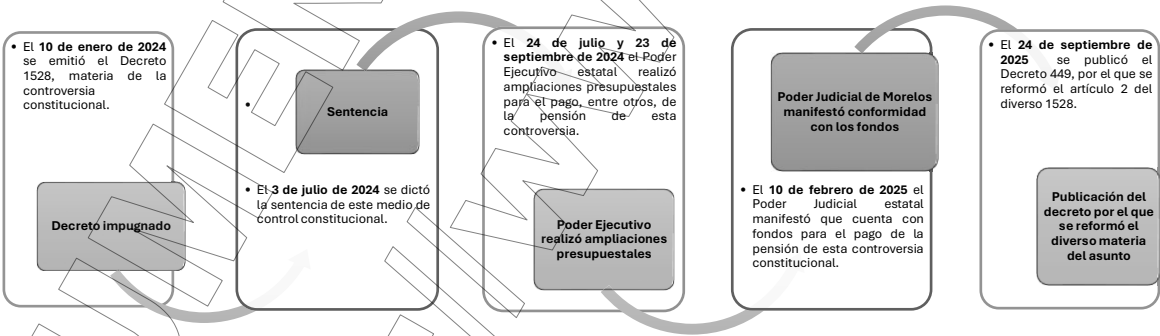 • El 10 de enero de 2024
se emitió el Decreto
1528, materia de la
controversia
constitucional.
Decreto impugnado
•
Sentencia
• El 3 de julio de 2024 se dictó
la sentencia de este medio de
control constitucional.
• El 24 de julio y 23 de
septiembre de 2024 el Poder
Ejecutivo estatal realizó
ampliaciones presupuestales
para el pago, entre otros, de
la pensión de esta
controversia.
Poder Ejecutivo
realizó ampliaciones
presupuestales
Poder Judicial de Morelos
manifestó conformidad
con los fondos
• El 10 de febrero de 2025 el
Poder Judicial estatal
manifestó que cuenta con
fondos para el pago de la
pensión de esta controversia
constitucional.
• El 24 de septiembre de
2025 se publicó el
Decreto 449, por el que se
reformó el artículo 2 del
diverso 1528.
Publicación del
decreto por el que
se reformó el
diverso materia
del asunto